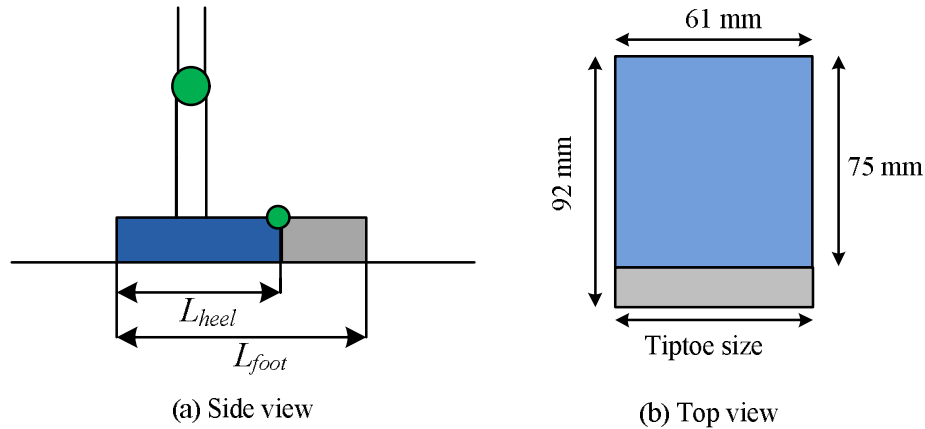 61 mm
92 mm
75 mm
L_heel
L_foot
Tiptoe size
(a) Side view
(b) Top view